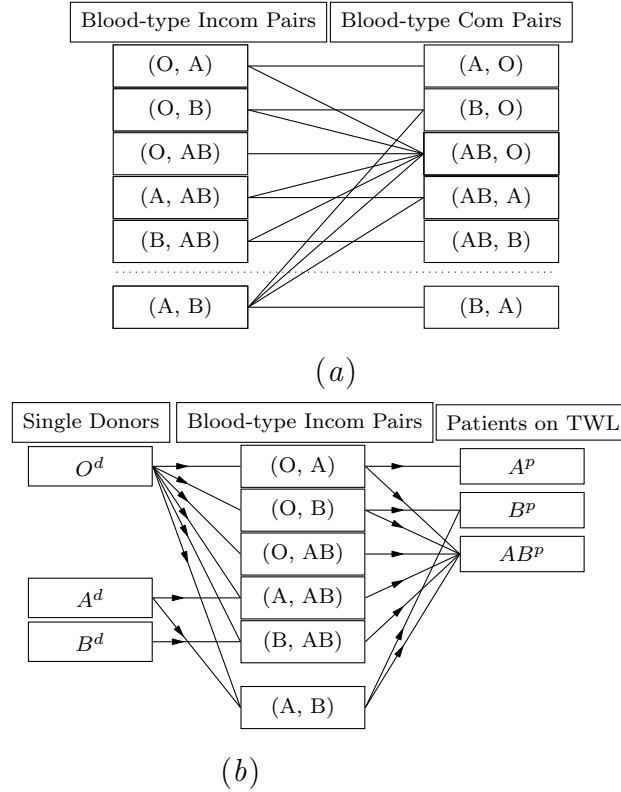 Blood-type Incom Pairs Blood-type Com Pairs
(O, A) (A, O)
(O, B) (B, O)
(O, AB) (AB, O)
(A, AB) (AB, A)
(B, AB) (AB, B)
(A, B) (B, A)
(a)
Single Donors Blood-type Incom Pairs Patients on TWL
O^d (O, A) A^p
(O, B) B^p
(O, AB) AB^p
A^d (A, AB)
B^d (B, AB)
(A, B)
(b)